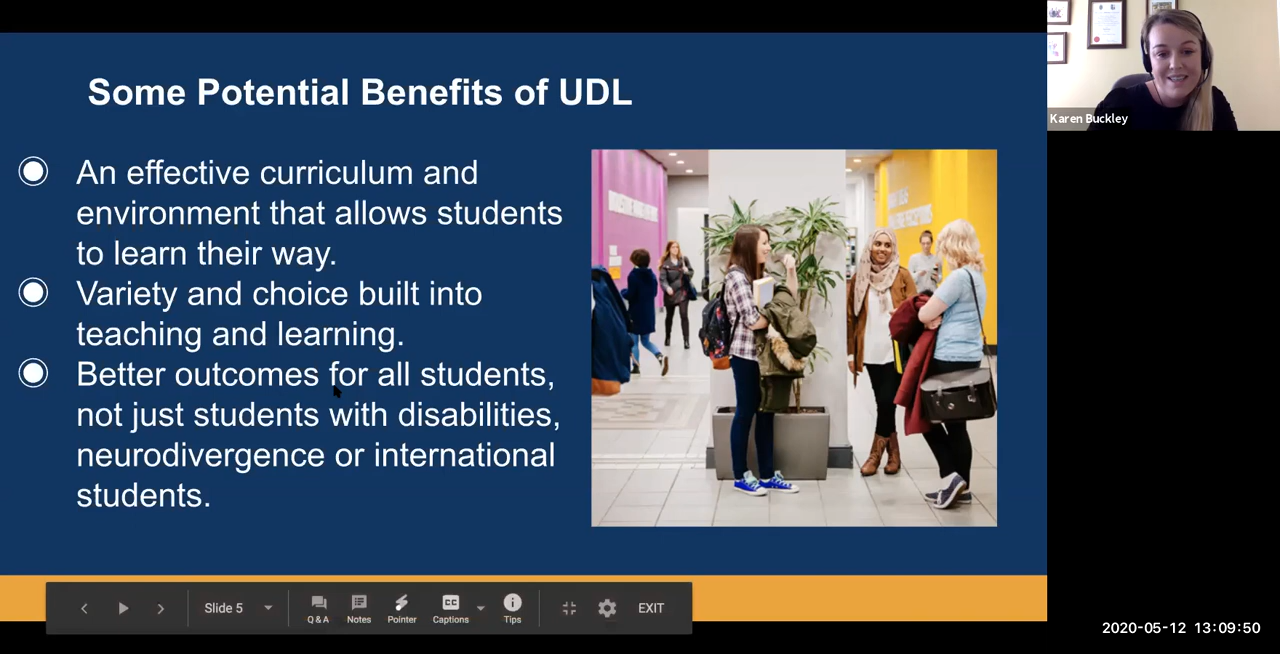 Some Potential Benefits of UDL
An effective curriculum and
environment that allows students
to learn their way.
Variety and choice built into
teaching and learning.
Better outcomes for all students,
not just students with disabilities,
neurodivergence or international
students.
Karen Buckley
Slide 5
Q & A
Notes
Pointer
CC
Captions
Tips
EXIT
2020-05-12 13:09:50